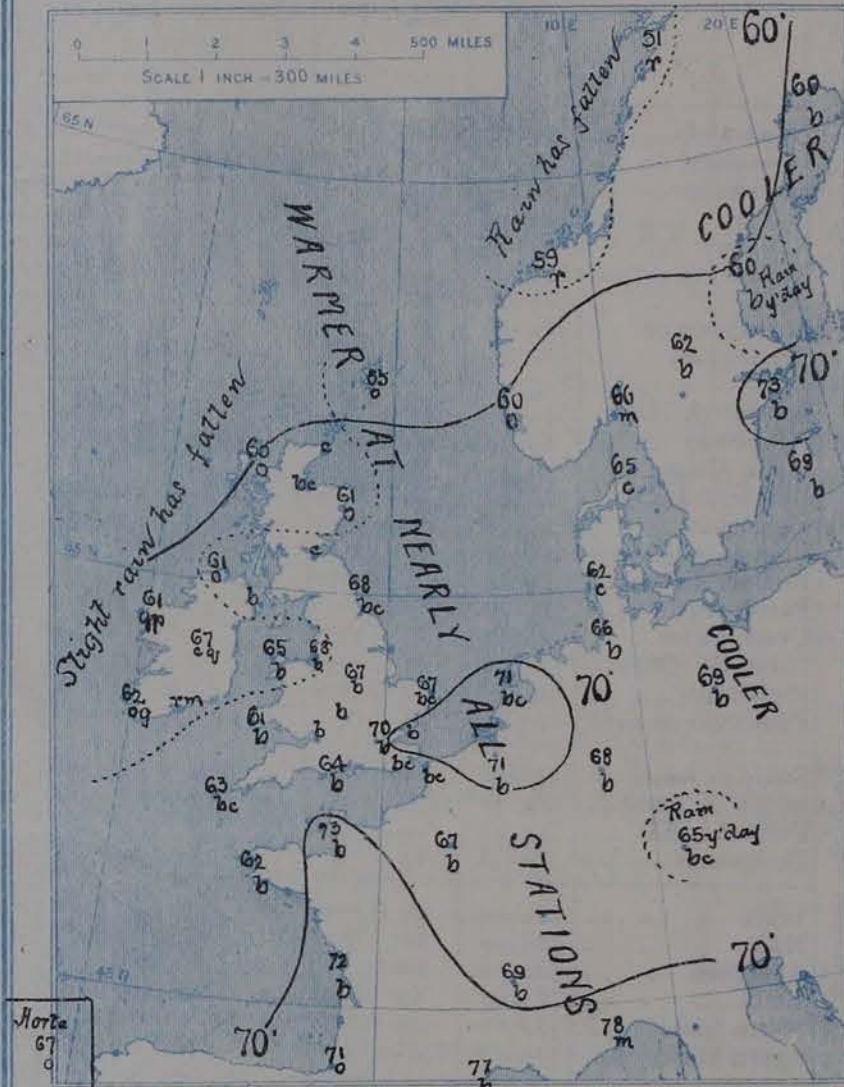 0 1 2 3 4 500 MILES
SCALE 1 INCH = 300 MILES
10 E
20 E
60°
51
r
60
b
65 N
Rain has fallen
COOLER
WARMER
59
r
60
b
Rain
y'day
62
b
70°
73
b
55
o
60
o
66
m
Slight rain has fallen
60
o
c
AT
69
b
bc
65
c
61
o
NEARLY
55 N
61
o
c
62
c
61
b
68
bc
66
b
COOLER
67
65
b
68
b
67
b
67
bc
71
bc
70°
69
b
62
61
b
b
b
70
b
b
ALL
68
b
63
bc
64
b
bc
bc
71
b
Rain
65 y'day
bc
73
b
67
b
STATIONS
62
b
72
b
69
b
70°
45 N
Horta
67
o
70°
71
o
78
m
77
b